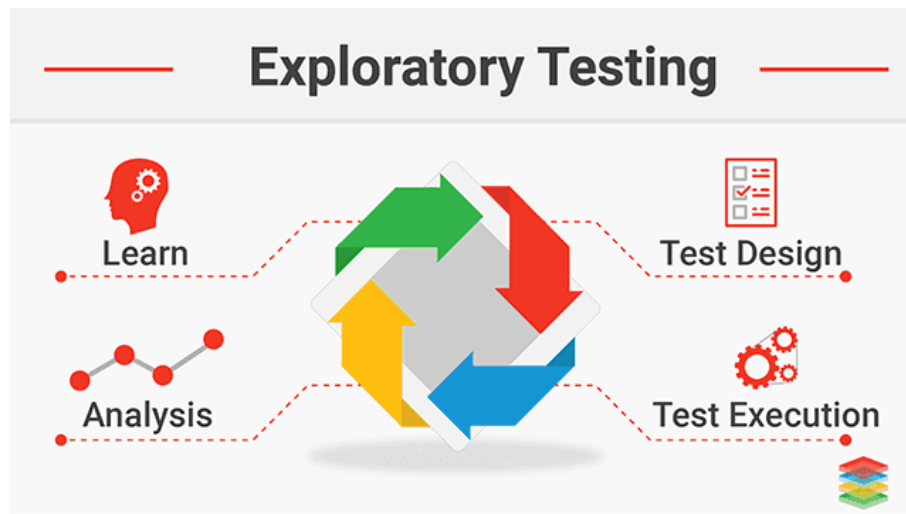 Exploratory Testing
Learn
Test Design
Analysis
Test Execution